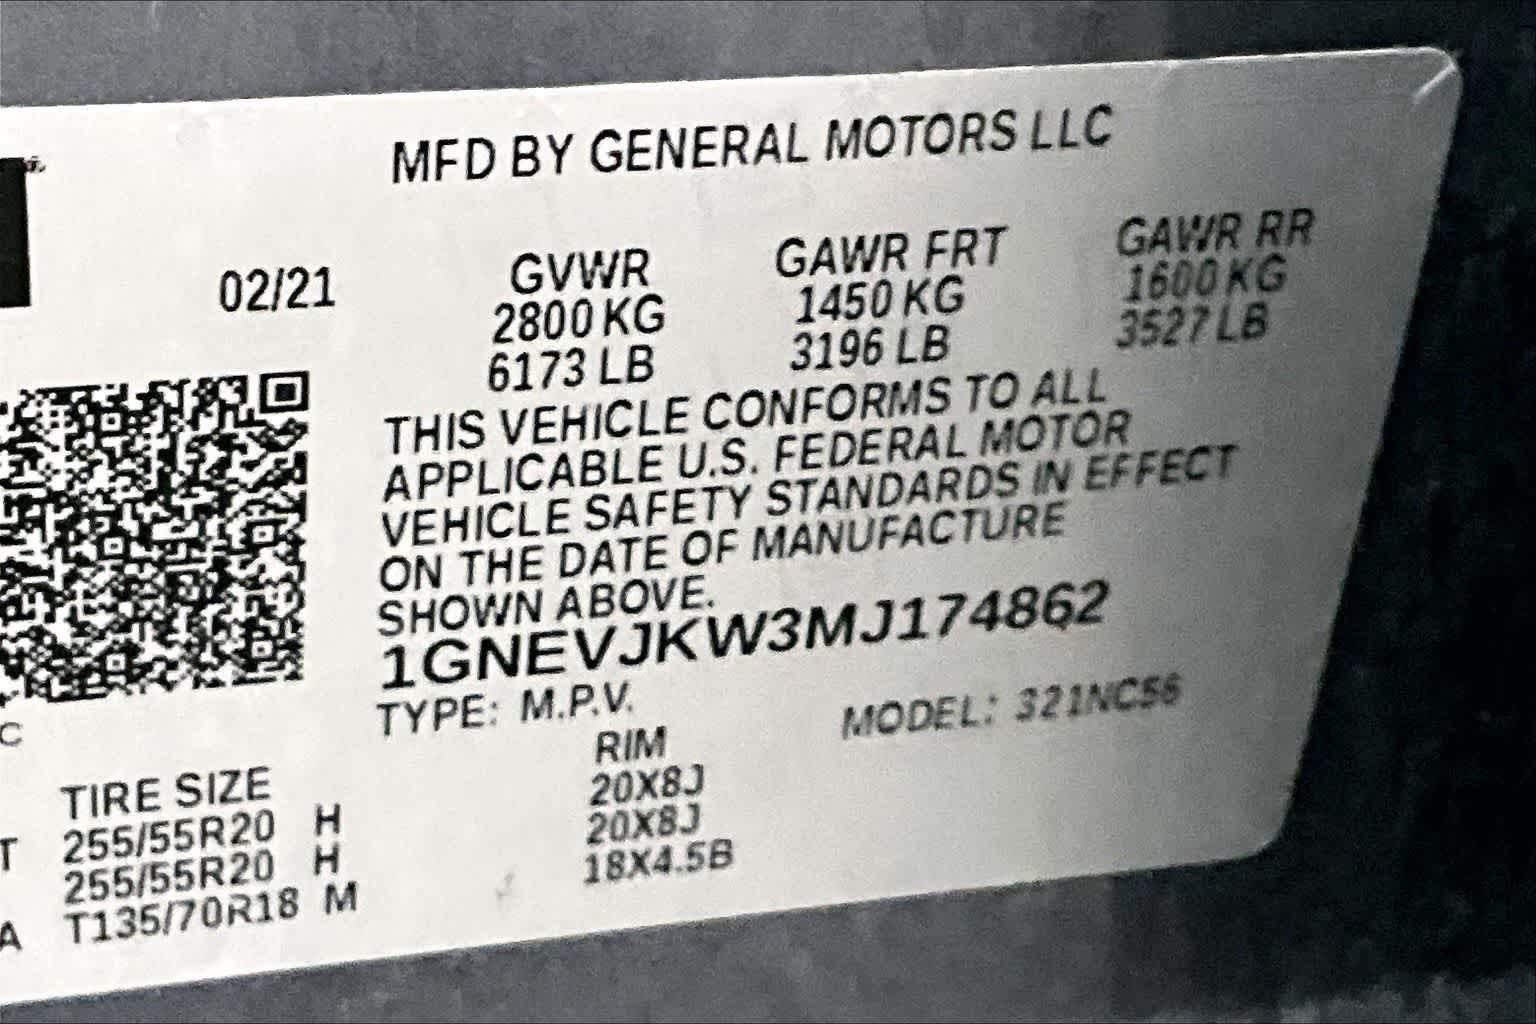 MFD BY GENERAL MOTORS LLC
02/21
GVWR
2800 KG
6173 LB
GAWR FRT
1450 KG
3196 LB
GAWR RR
1600 KG
3527 LB
THIS VEHICLE CONFORMS TO ALL
APPLICABLE U.S. FEDERAL MOTOR
VEHICLE SAFETY STANDARDS IN EFFECT
ON THE DATE OF MANUFACTURE
SHOWN ABOVE.
1GNEVJKW3MJ174862
TYPE: M.P.V. MODEL: 321NC56
C
TIRE SIZE RIM
T 255/55R20 H 20X8J
255/55R20 H 20X8J
A T135/70R18 M 18X4.5B